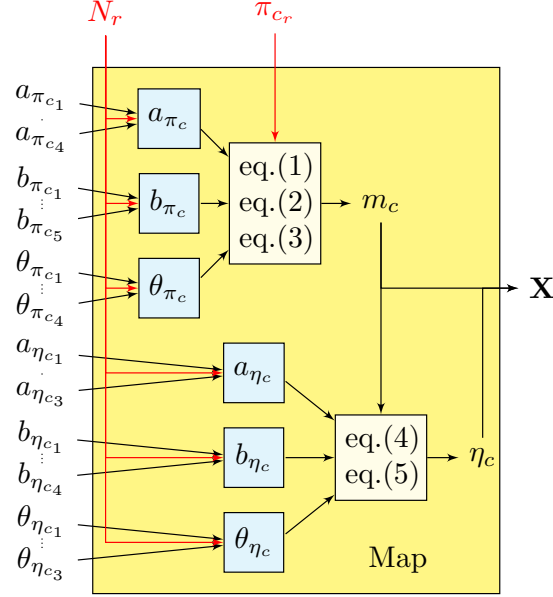 N_r π_{c_r}
a_{π_{c_1}}
a_{π_{c_4}}
a_{π_c}
b_{π_{c_1}}
b_{π_{c_5}}
b_{π_c}
θ_{π_{c_1}}
θ_{π_{c_4}}
θ_{π_c}
eq.(1)
eq.(2)
eq.(3)
m_c
X
a_{η_{c_1}}
a_{η_{c_3}}
a_{η_c}
b_{η_{c_1}}
b_{η_{c_4}}
b_{η_c}
θ_{η_{c_1}}
θ_{η_{c_3}}
θ_{η_c}
eq.(4)
eq.(5)
η_c
Map